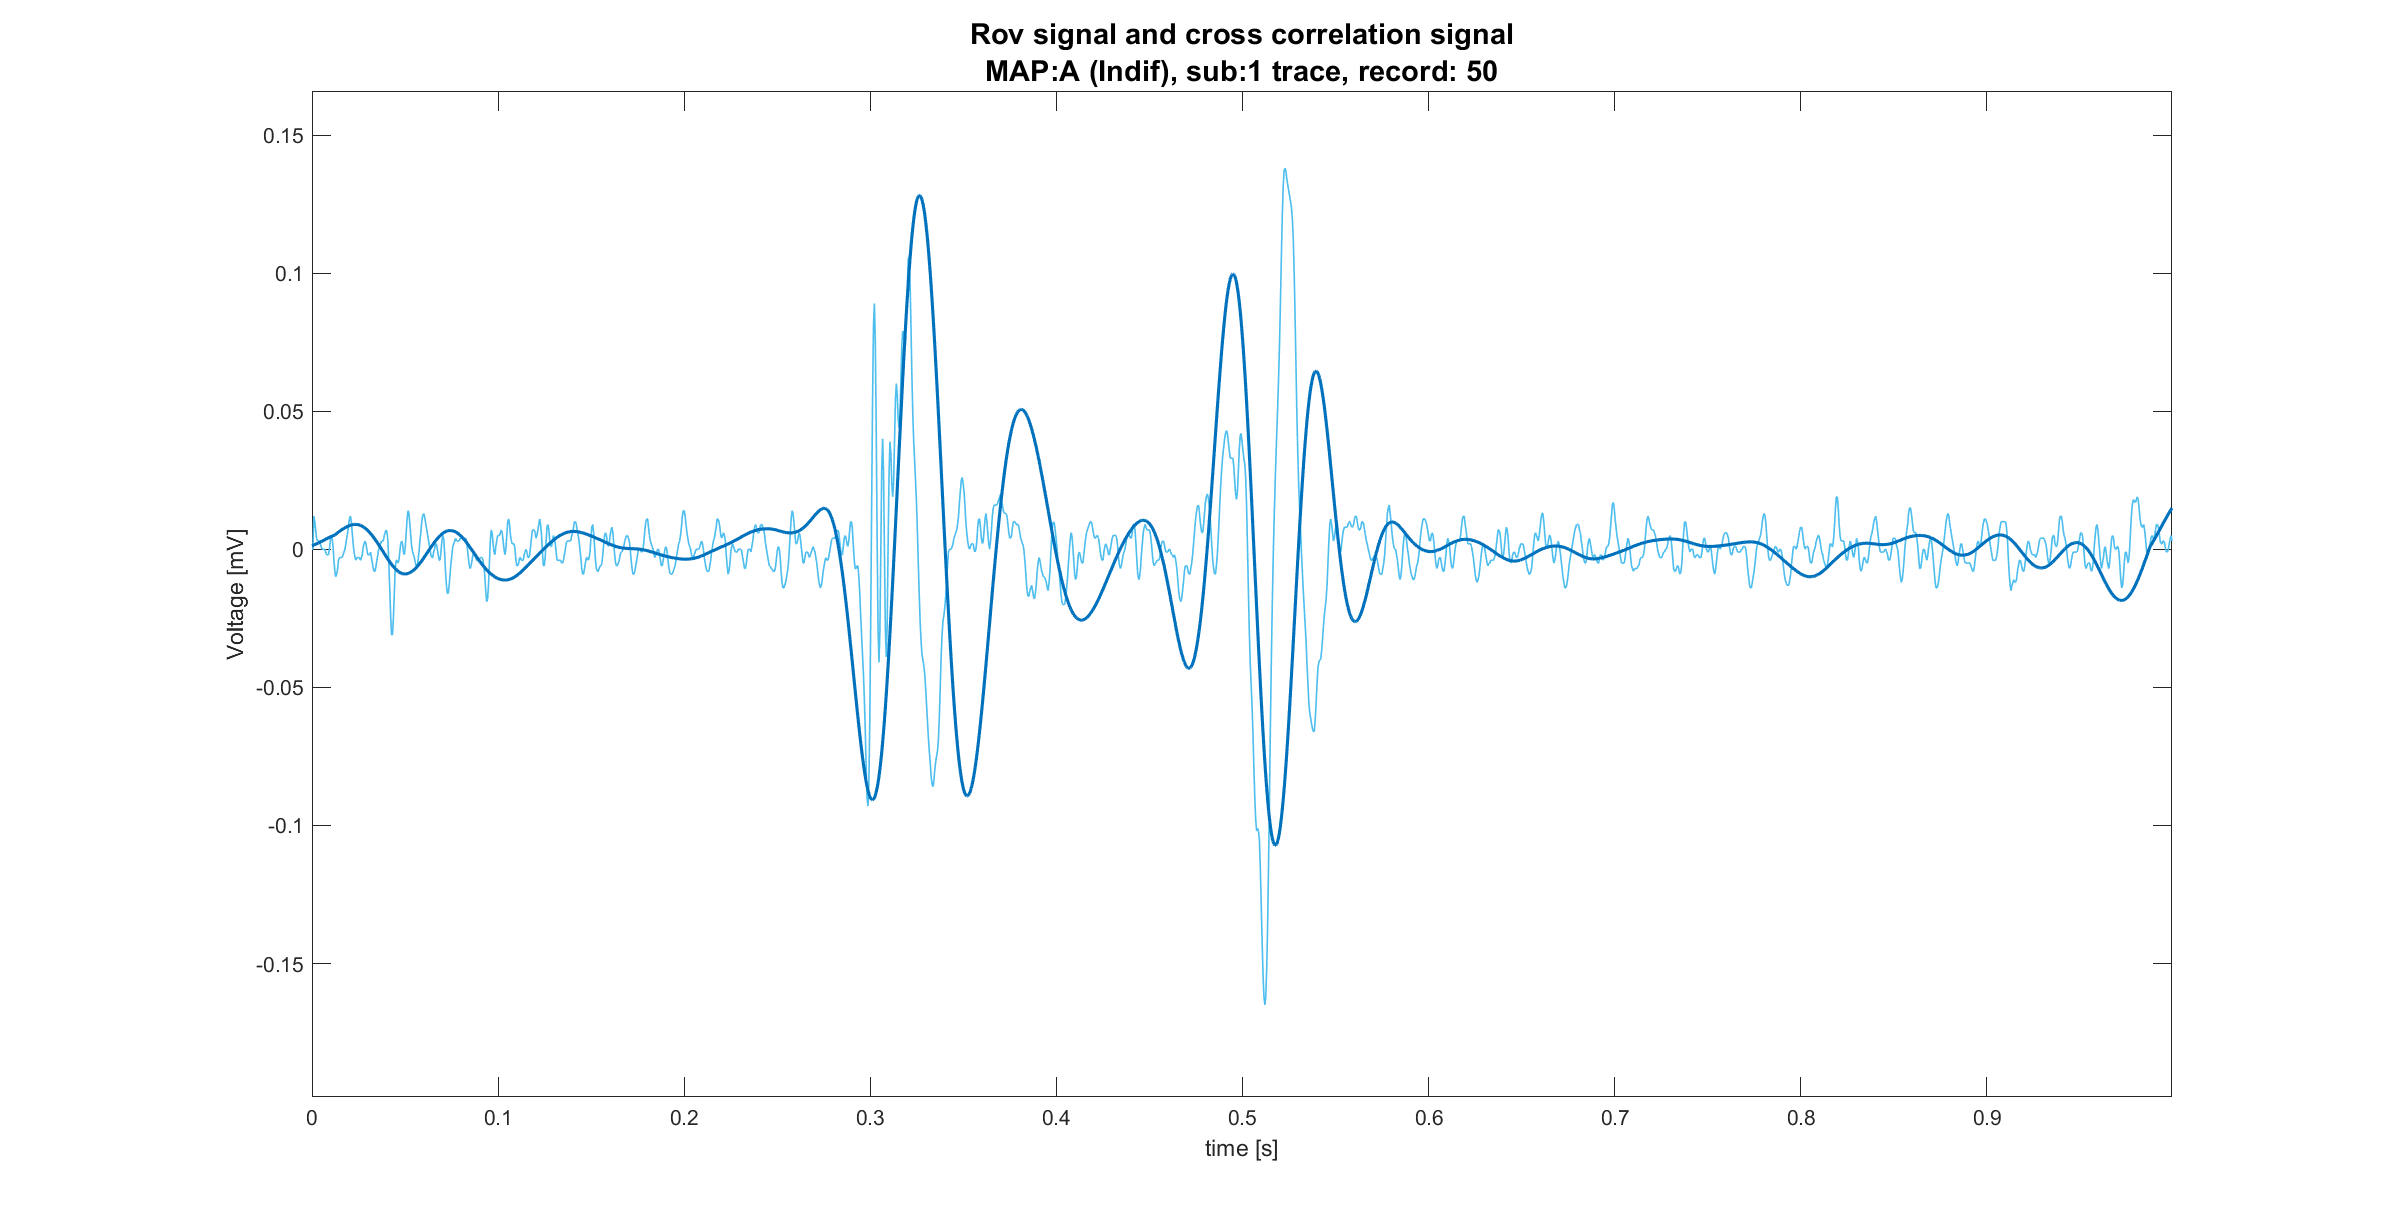 Rov signal and cross correlation signal
MAP:A (Indif), sub:1 trace, record: 50
0.15
0.1
0.05
0
-0.05
-0.1
-0.15
Voltage [mV]
0 0.1 0.2 0.3 0.4 0.5 0.6 0.7 0.8 0.9
time [s]